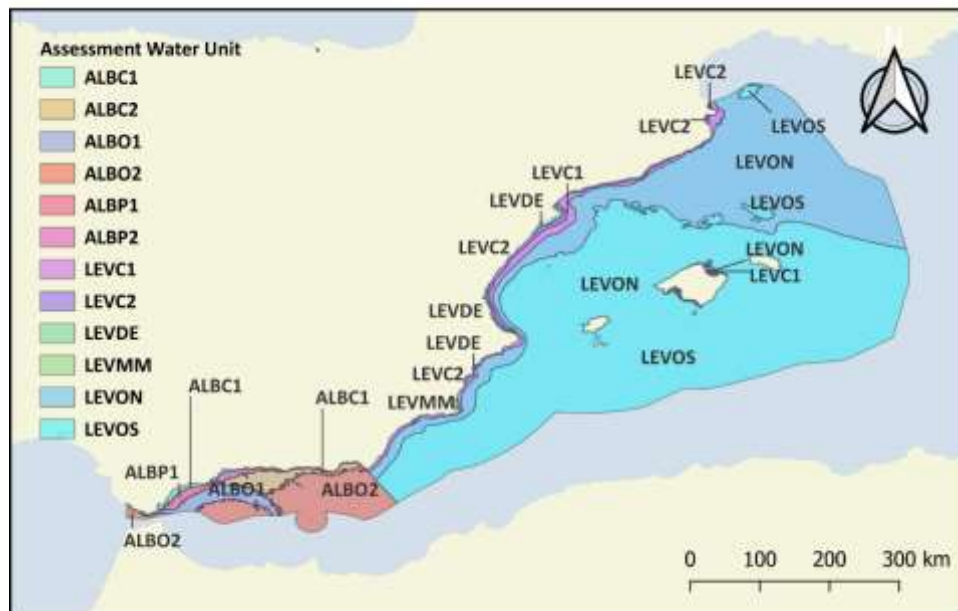 Assessment Water Unit
ALBC1
ALBC2
ALBO1
ALBO2
ALBP1
ALBP2
LEVC1
LEVC2
LEVDE
LEVMM
LEVON
LEVOS
LEVC2
LEVC2
LEVOS
LEVON
LEVC1
LEVDE
LEVOS
LEVC2
LEVON
LEVON
LEVC1
LEVDE
LEVDE
LEVOS
LEVC2
LEVMM
ALBC1
ALBC1
ALBP1
ALBO1
ALBO2
ALBO2
0 100 200 300 km